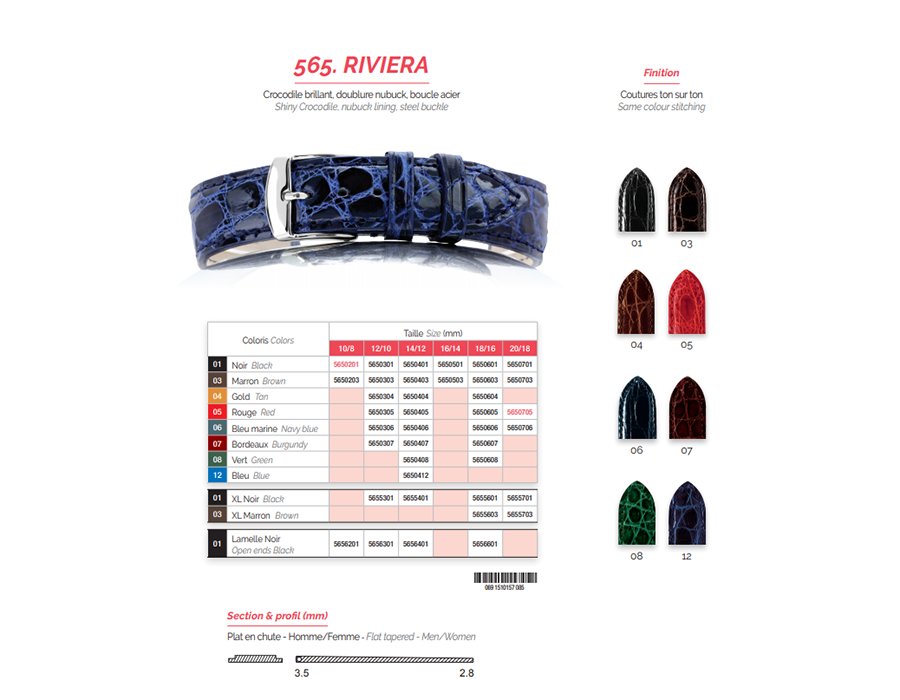 565. RIVIERA
Crocodile brillant, doublure nubuck, boucle acier
Shiny Crocodile, nubuck lining, steel buckle
Finition
Coutures ton sur ton
Same colour stitching
01 03
04 05
06 07
08 12
Coloris Colors Taille Size (mm)
10/8 12/10 14/12 16/14 18/16 20/18
01 Noir Black 5650201 5650301 5650401 5650501 5650601 5650701
03 Marron Brown 5650203 5650303 5650403 5650503 5650603 5650703
04 Gold Tan 5650304 5650404 5650604
05 Rouge Red 5650305 5650405 5650605 5650705
06 Bleu marine Navy blue 5650306 5650406 5650606 5650706
07 Bordeaux Burgundy 5650307 5650407 5650607
08 Vert Green 5650408 5650608
12 Bleu Blue 5650412
01 XL Noir Black 5655301 5655401 5655601 5655701
03 XL Marron Brown 5655603 5655703
01 Lamelle Noir 5656201 5656301 5656401 5656601
Open ends Black
069 1510157 085
Section & profil (mm)
Plat en chute - Homme/Femme - Flat tapered - Men/Women
3.5 2.8